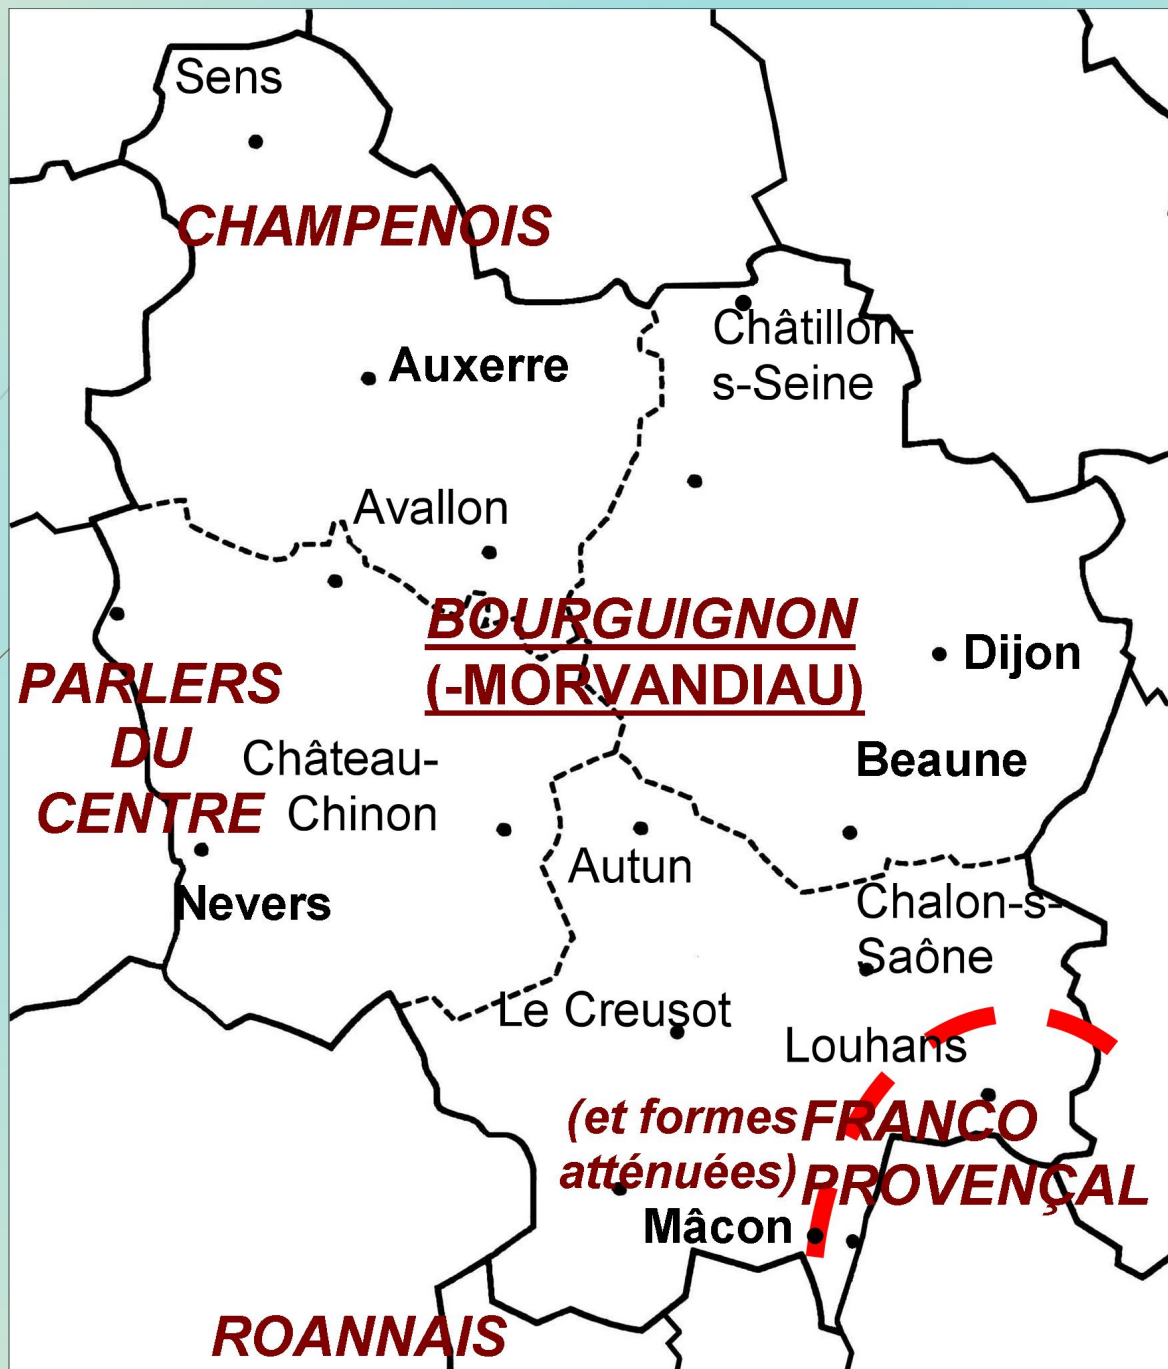 Sens
CHAMPENOIS
Châtillon-
s-Seine
Auxerre
Avallon
BOURGUIGNON
(-MORVANDIAU)
Dijon
PARLERS
DU
CENTRE
Château-
Chinon
Beaune
Autun
Nevers
Chalon-s-
Saône
Le Creusot
Louhans
(et formes
atténuées)
FRANCO
PROVENÇAL
Mâcon
ROANNAIS